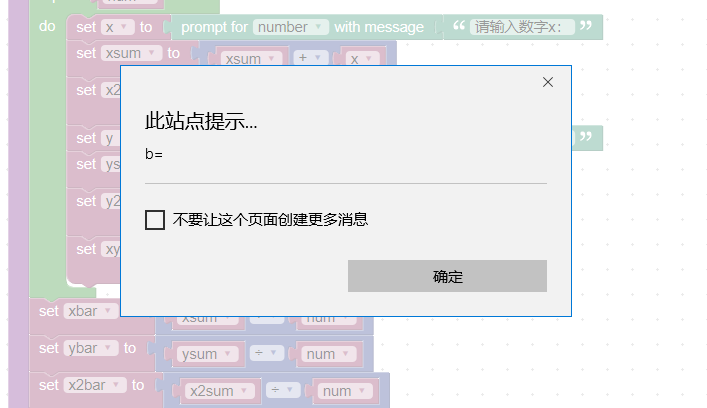 num
do set x ▾ to prompt for number ▾ with message “ 请输入数字x： ”
set xsum ▾ to xsum ▾ + ▾ x ▾
set x2
set y ”
set ys
set y2
set xy
此站点提示...
b=
不要让这个页面创建更多消息
确定
set xbar ▾ xsum ▾ num ▾
set ybar ▾ to ysum ▾ ÷ ▾ num ▾
set x2bar ▾ to x2sum ▾ ÷ ▾ num ▾